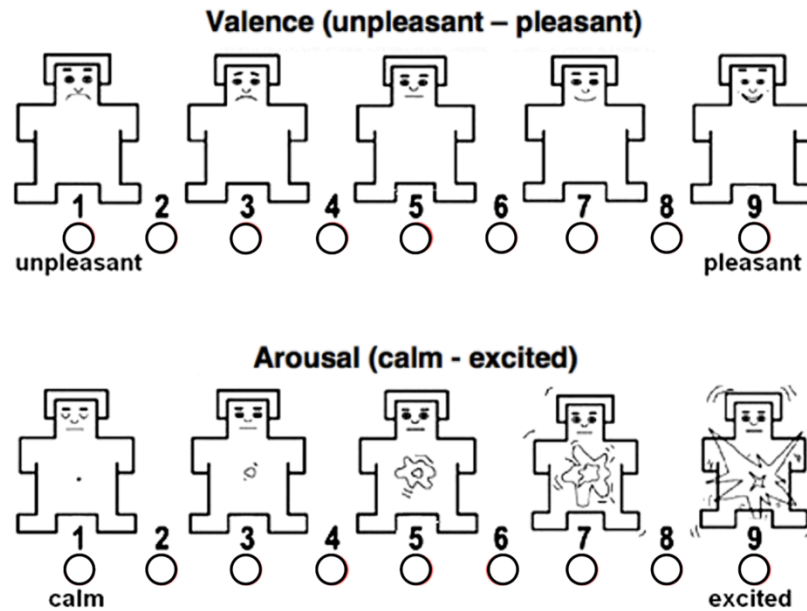 Valence (unpleasant – pleasant)
1 2 3 4 5 6 7 8 9
unpleasant pleasant
Arousal (calm - excited)
1 2 3 4 5 6 7 8 9
calm excited